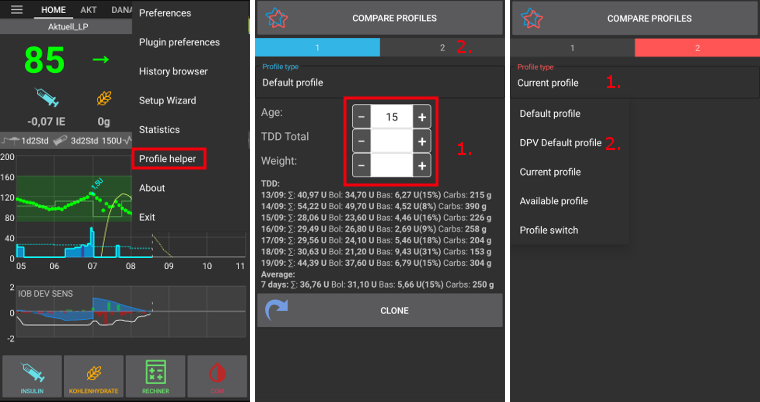 HOME AKT DANA
Aktuell_LP
85
-0,07 IE 0g
1d2Std 3d2Std 150U
200
160
120
80
40
0
1,5U
05 06 07 08 09 10 11
IOB DEV SENS
2
0
-2
INSULIN KOHLENHYDRATE RECHNER CGM
Preferences
Plugin preferences
History browser
Setup Wizard
Statistics
Profile helper
About
Exit
COMPARE PROFILES
1 2 2.
Profile type
Default profile
Age: - 15 +
TDD Total - +
Weight: - +
1.
TDD:
13/09: Σ: 40,97 U Bol: 34,70 U Bas: 6,27 U(15%) Carbs: 215 g
14/09: Σ: 54,22 U Bol: 49,70 U Bas: 4,52 U(8%) Carbs: 390 g
15/09: Σ: 28,06 U Bol: 23,60 U Bas: 4,46 U(16%) Carbs: 226 g
16/09: Σ: 29,49 U Bol: 26,80 U Bas: 2,69 U(9%) Carbs: 258 g
17/09: Σ: 29,56 U Bol: 24,10 U Bas: 5,46 U(18%) Carbs: 204 g
18/09: Σ: 30,63 U Bol: 21,20 U Bas: 9,43 U(31%) Carbs: 153 g
19/09: Σ: 44,39 U Bol: 37,60 U Bas: 6,79 U(15%) Carbs: 304 g
Average:
7 days: Σ: 36,76 U Bol: 31,10 U Bas: 5,66 U(15%) Carbs: 250 g
CLONE
COMPARE PROFILES
1 2
Profile type
Current profile 1.
Default profile
DPV Default profile 2.
Current profile
Available profile
Profile switch